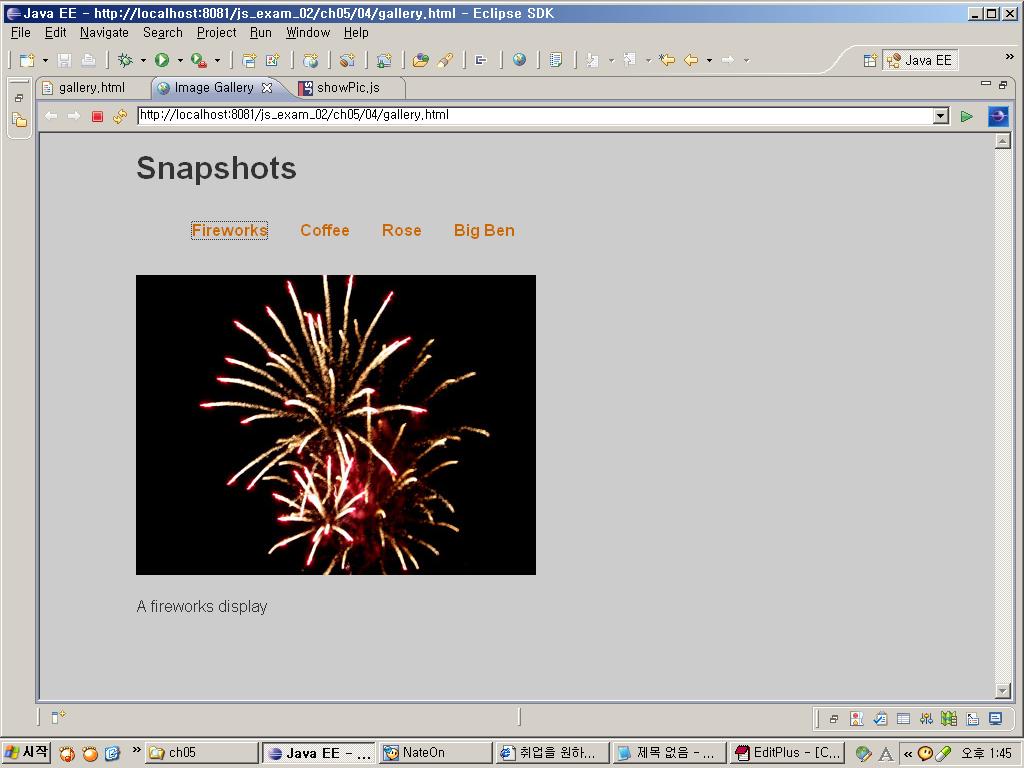 Java EE - http://localhost:8081/js_exam_02/ch05/04/gallery.html - Eclipse SDK
File Edit Navigate Search Project Run Window Help
Java EE
gallery.html Image Gallery showPic.js
http://localhost:8081/js_exam_02/ch05/04/gallery.html
Snapshots
Fireworks Coffee Rose Big Ben
A fireworks display
시작 ch05 Java EE - ... NateOn 취업을 원하... 제목 없음 - ... EditPlus - [C... A 오후 1:45